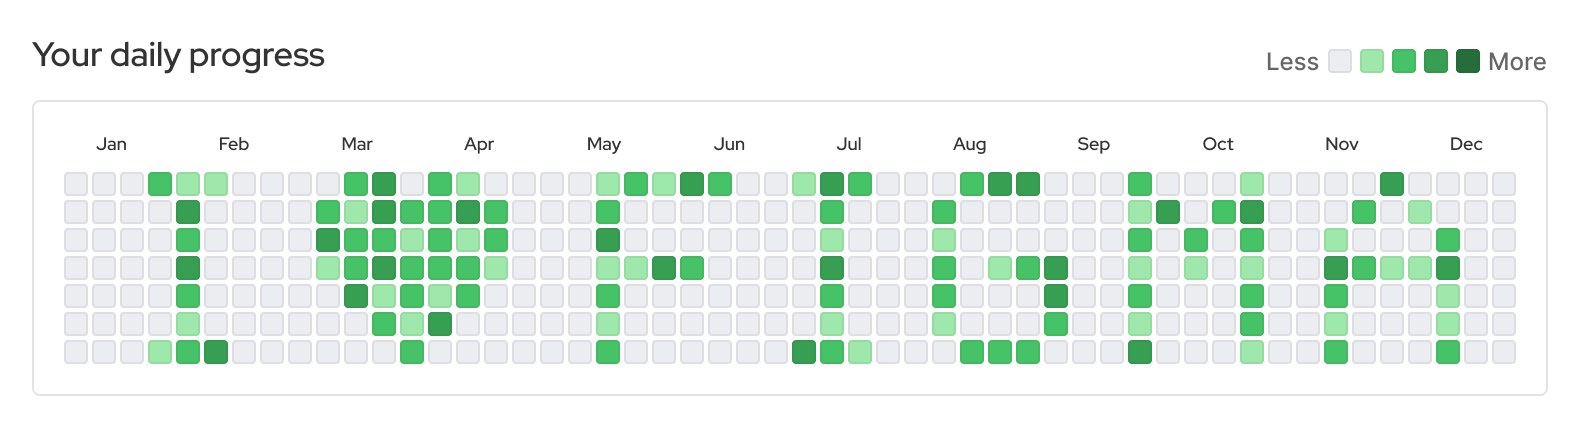 Your daily progress
Less More
Jan Feb Mar Apr May Jun Jul Aug Sep Oct Nov Dec
I ♥ I O N H